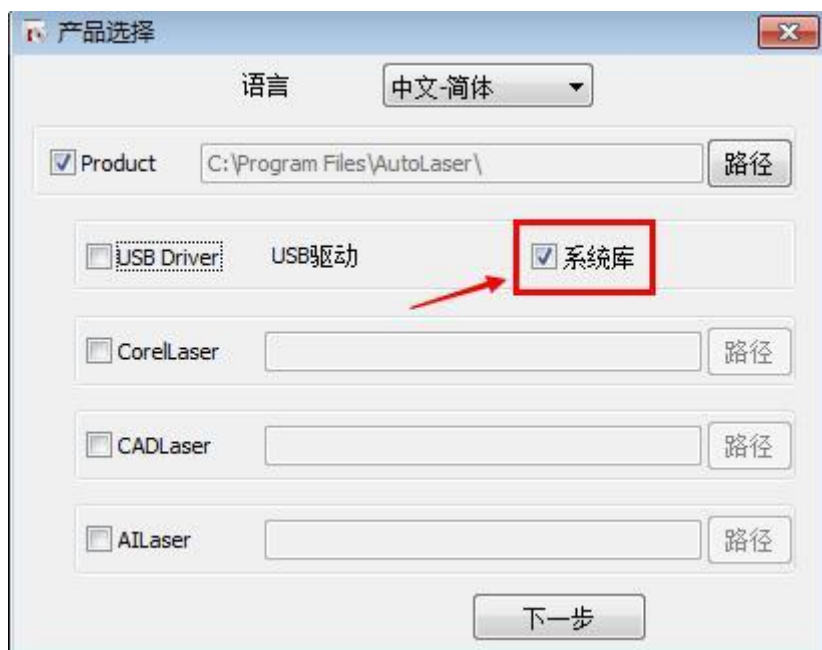 产品选择
语言 中文-简体
Product C:\Program Files\AutoLaser\ 路径
USB Driver USB驱动 系统库
CorelLaser 路径
CADLaser 路径
AILaser 路径
下一步